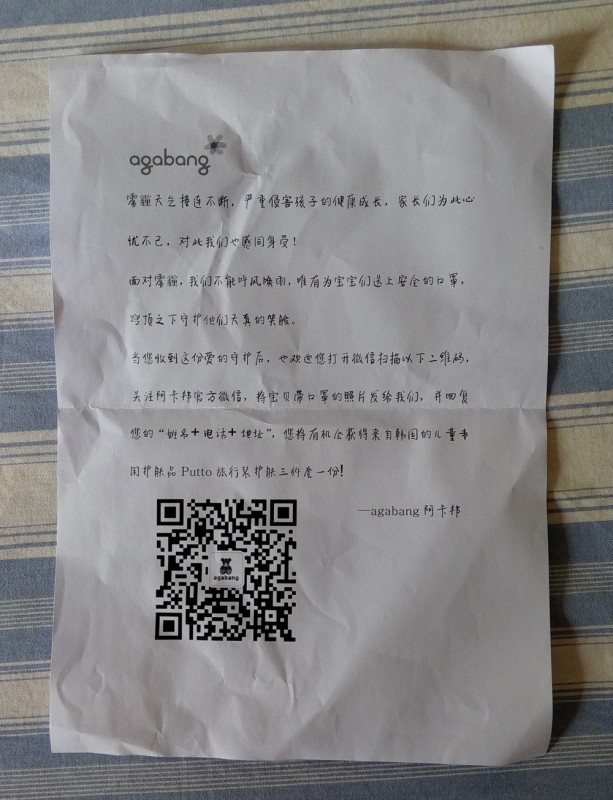 agabang
雾霾天气接连不断，严重侵害孩子的健康成长，家长们为此心
忧不已，对此我们也感同身受！
面对雾霾，我们不能呼风唤雨，唯有为宝宝们送上安全的口罩，
穹顶之下守护他们天真的笑脸。
当您收到这份爱的守护后，也欢迎您打开微信扫描以下二维码，
关注阿卡邦官方微信，将宝贝带口罩的照片发给我们，并回复
您的“姓名+电话+地址”，您将有机会获得来自韩国的儿童专
用护肤品 Putto 旅行装护肤三件套一份！
—agabang 阿卡邦
agabang